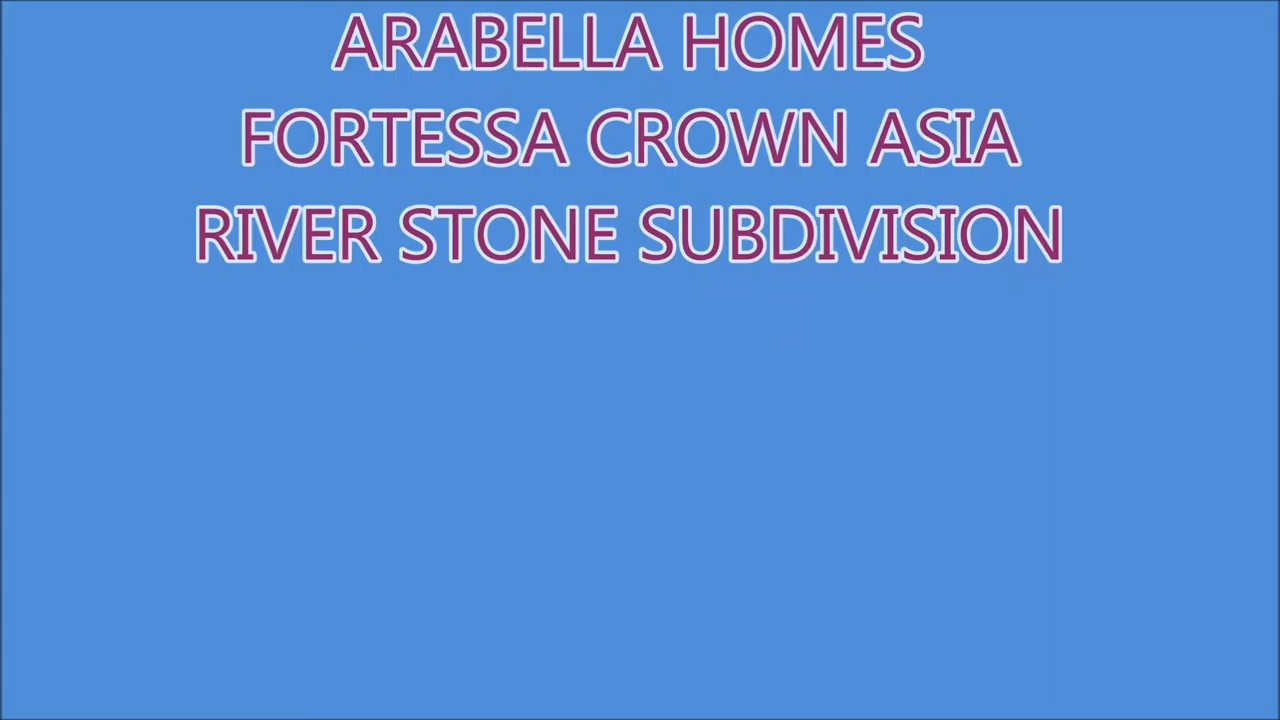 ARABELLA HOMES
FORTESSA CROWN ASIA
RIVER STONE SUBDIVISION